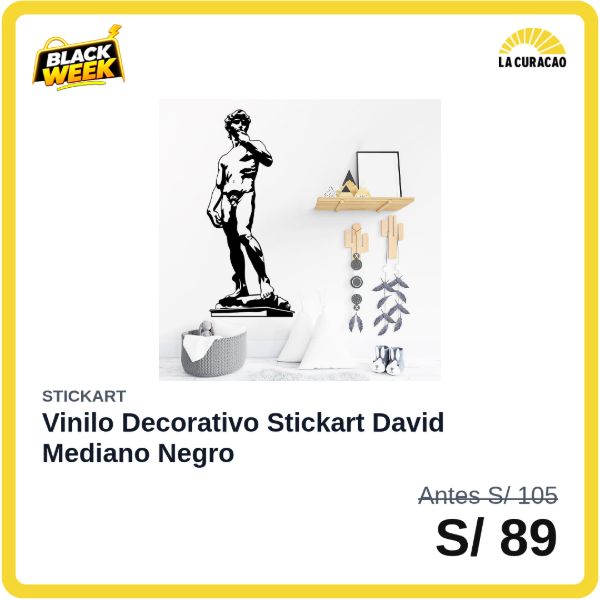 BLACK
WEEK
LA CURACAO
STICKART
Vinilo Decorativo Stickart David
Mediano Negro
Antes S/ 105
S/ 89